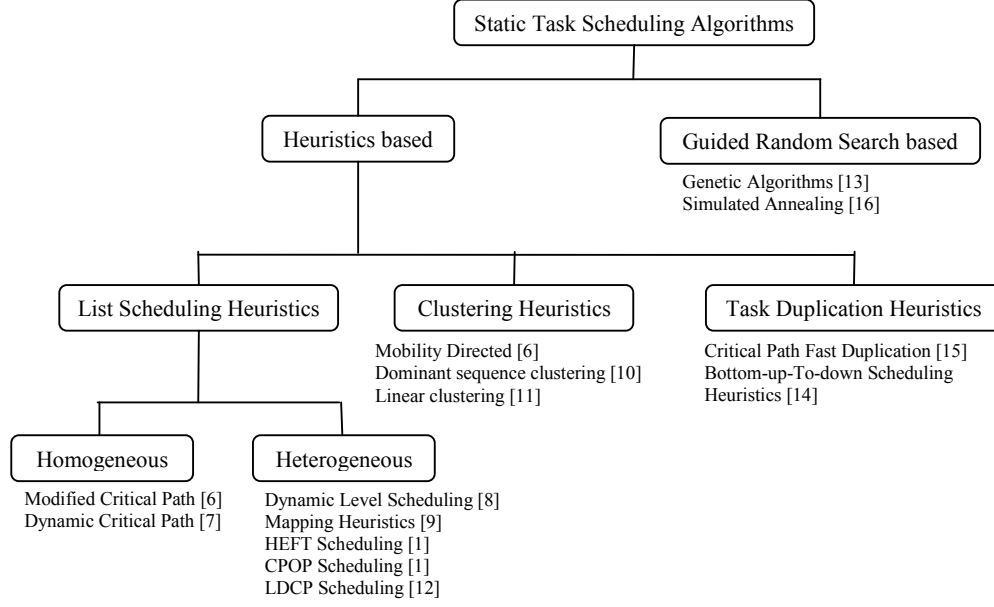 Static Task Scheduling Algorithms
Heuristics based
Guided Random Search based
Genetic Algorithms [13]
Simulated Annealing [16]
List Scheduling Heuristics
Clustering Heuristics
Task Duplication Heuristics
Mobility Directed [6]
Dominant sequence clustering [10]
Linear clustering [11]
Critical Path Fast Duplication [15]
Bottom-up-To-down Scheduling
Heuristics [14]
Homogeneous
Heterogeneous
Modified Critical Path [6]
Dynamic Critical Path [7]
Dynamic Level Scheduling [8]
Mapping Heuristics [9]
HEFT Scheduling [1]
CPOP Scheduling [1]
LDCP Scheduling [12]